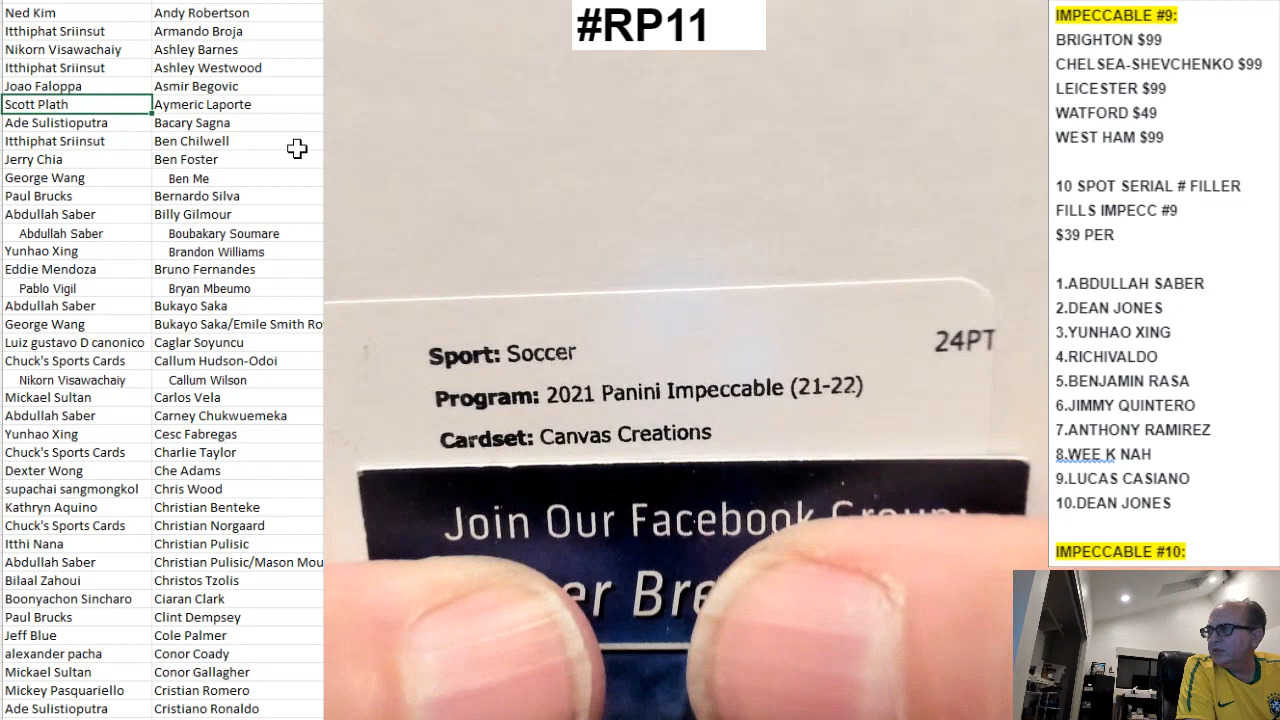 #RP11
Ned Kim Andy Robertson
Itthiphat Sriinsut Armando Broja
Nikorn Visawachaiy Ashley Barnes
Itthiphat Sriinsut Ashley Westwood
Joao Faloppa Asmir Begovic
Scott Plath Aymeric Laporte
Ade Sulistioputra Bacary Sagna
Itthiphat Sriinsut Ben Chilwell
Jerry Chia Ben Foster
George Wang Ben Me
Paul Brucks Bernardo Silva
Abdullah Saber Billy Gilmour
Abdullah Saber Boubakary Soumare
Yunhao Xing Brandon Williams
Eddie Mendoza Bruno Fernandes
Pablo Vigil Bryan Mbeumo
Abdullah Saber Bukayo Saka
George Wang Bukayo Saka/Emile Smith Ro
Luiz gustavo D canonico Caglar Soyuncu
Chuck's Sports Cards Callum Hudson-Odoi
Nikorn Visawachaiy Callum Wilson
Mickael Sultan Carlos Vela
Abdullah Saber Carney Chukwuemeka
Yunhao Xing Cesc Fabregas
Chuck's Sports Cards Charlie Taylor
Dexter Wong Che Adams
supachai sangmongkol Chris Wood
Kathryn Aquino Christian Benteke
Chuck's Sports Cards Christian Norgaard
Itthi Nana Christian Pulisic
Abdullah Saber Christian Pulisic/Mason Mou
Bilaal Zahoui Christos Tzolis
Boonyachon Sincharo Ciaran Clark
Paul Brucks Clint Dempsey
Jeff Blue Cole Palmer
alexander pacha Conor Coady
Mickael Sultan Conor Gallagher
Mickey Pasquariello Cristian Romero
Ade Sulistioputra Cristiano Ronaldo
24PT
Sport: Soccer
Program: 2021 Panini Impeccable (21-22)
Cardset: Canvas Creations
Join Our Facebook Group:
er Bre
IMPECCABLE #9:
BRIGHTON $99
CHELSEA-SHEVCHENKO $99
LEICESTER $99
WATFORD $49
WEST HAM $99
10 SPOT SERIAL # FILLER
FILLS IMPECC #9
$39 PER
1.ABDULLAH SABER
2.DEAN JONES
3.YUNHAO XING
4.RICHIVALDO
5.BENJAMIN RASA
6.JIMMY QUINTERO
7.ANTHONY RAMIREZ
8.WEE K NAH
9.LUCAS CASIANO
10.DEAN JONES
IMPECCABLE #10: